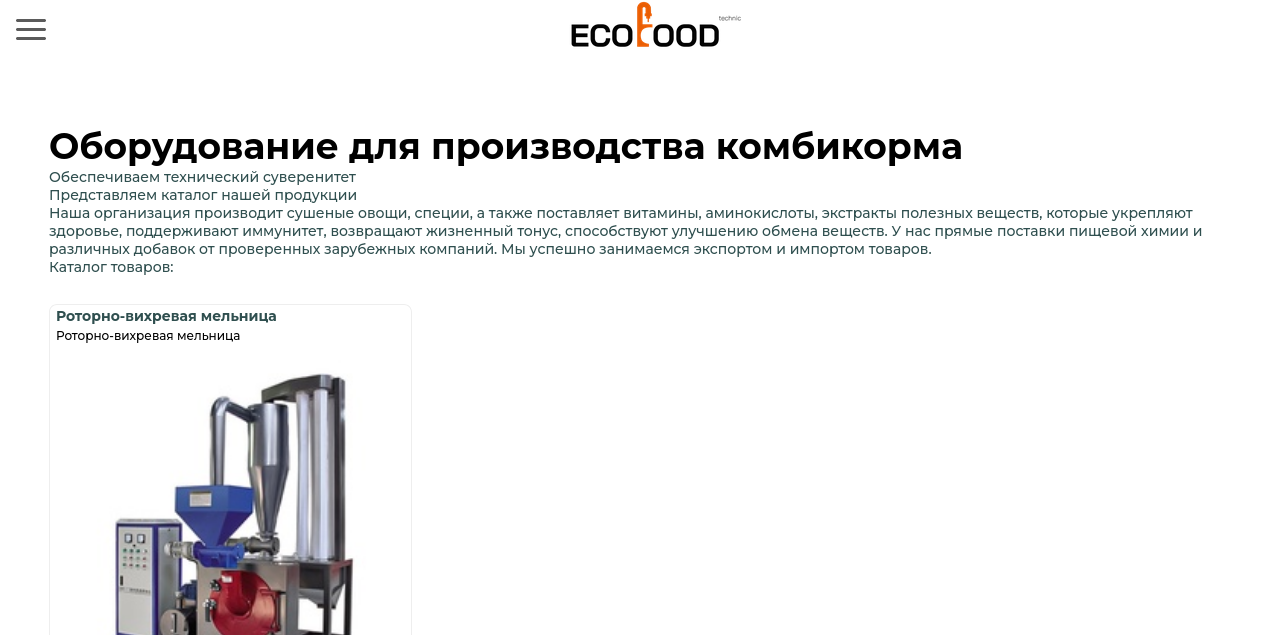 ECOFOOD technic
Оборудование для производства комбикорма
Обеспечиваем технический суверенитет
Представляем каталог нашей продукции
Наша организация производит сушеные овощи, специи, а также поставляет витамины, аминокислоты, экстракты полезных веществ, которые укрепляют
здоровье, поддерживают иммунитет, возвращают жизненный тонус, способствуют улучшению обмена веществ. У нас прямые поставки пищевой химии и
различных добавок от проверенных зарубежных компаний. Мы успешно занимаемся экспортом и импортом товаров.
Каталог товаров:
Роторно-вихревая мельница
Роторно-вихревая мельница